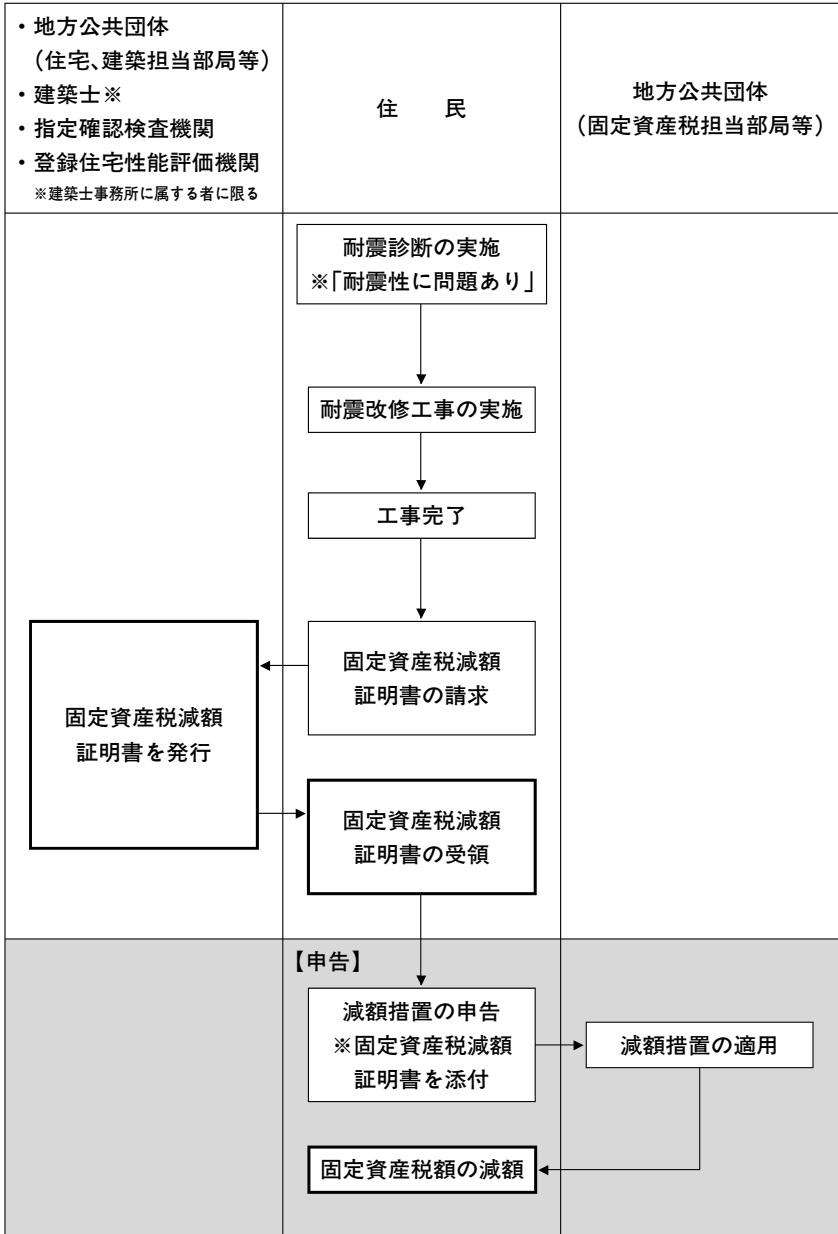 ・地方公共団体
（住宅、建築担当部局等）
・建築士※
・指定確認検査機関
・登録住宅性能評価機関
※建築士事務所に属する者に限る
住　　民
地方公共団体
（固定資産税担当部局等）
耐震診断の実施
※「耐震性に問題あり」
耐震改修工事の実施
工事完了
固定資産税減額
証明書の請求
固定資産税減額
証明書を発行
固定資産税減額
証明書の受領
【申告】
減額措置の申告
※固定資産税減額
証明書を添付
減額措置の適用
固定資産税額の減額